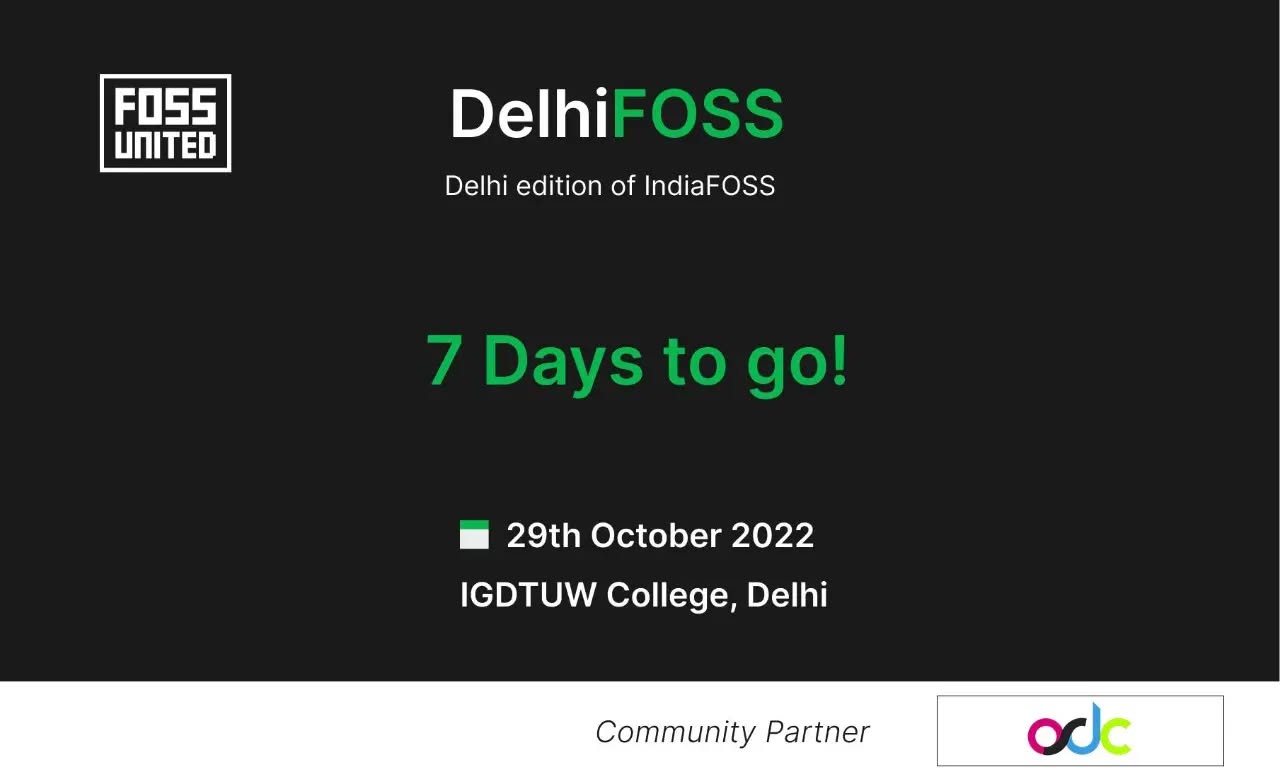 FOSS
UNITED
DelhiFOSS
Delhi edition of IndiaFOSS
7 Days to go!
29th October 2022
IGDTUW College, Delhi
Community Partner
osdc